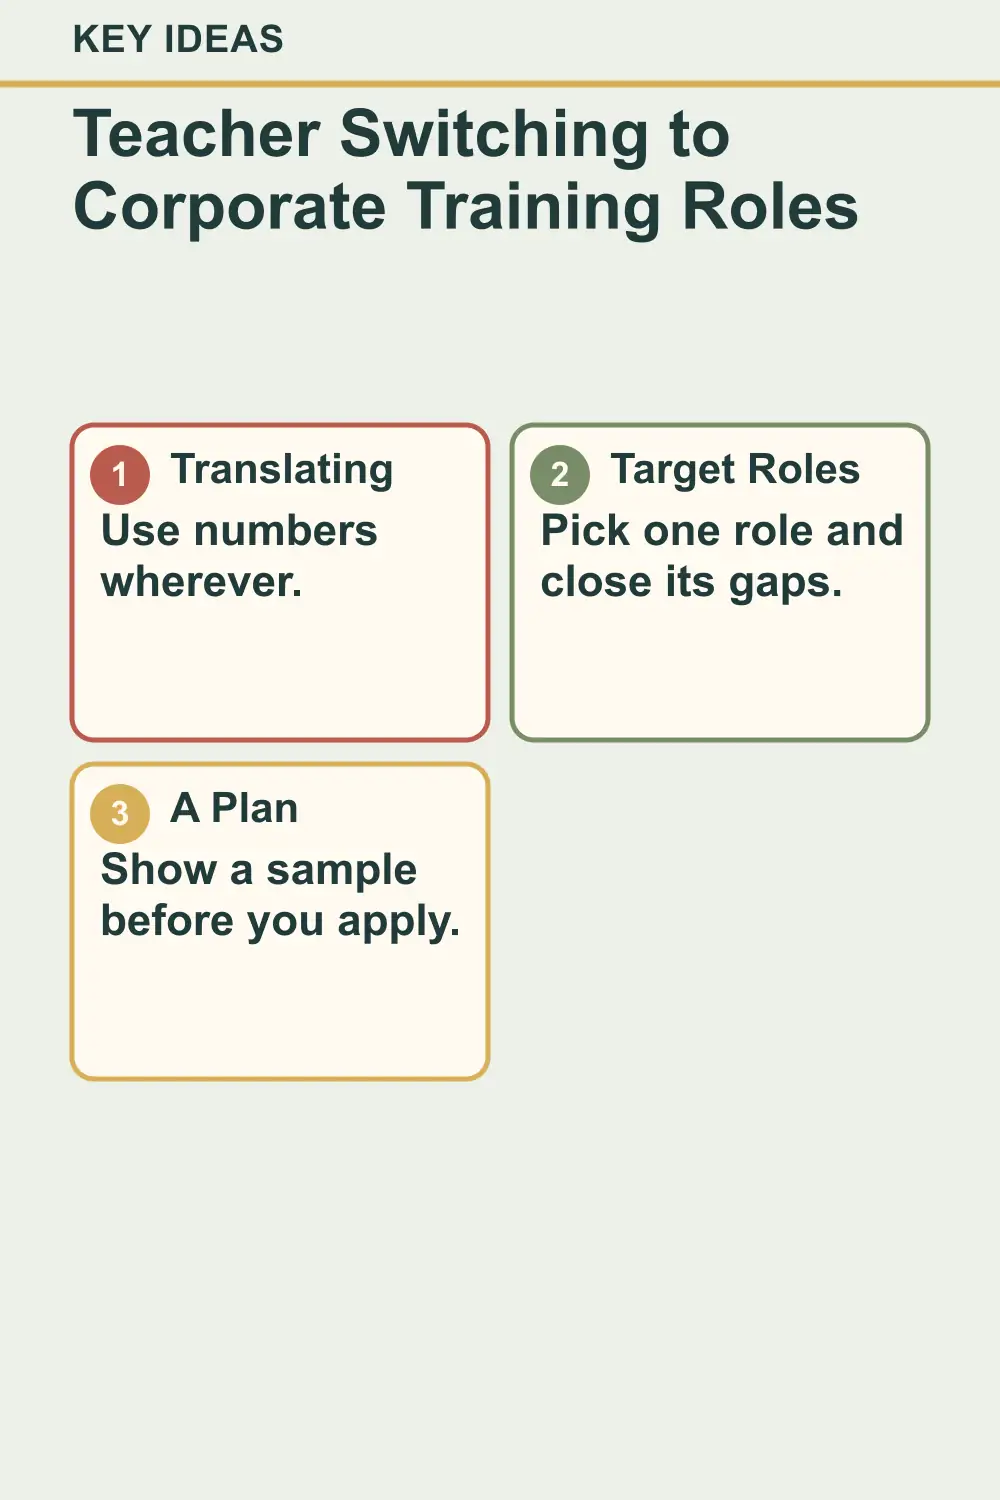 KEY IDEAS
Teacher Switching to
Corporate Training Roles
1 Translating
Use numbers
wherever.
2 Target Roles
Pick one role and
close its gaps.
3 A Plan
Show a sample
before you apply.